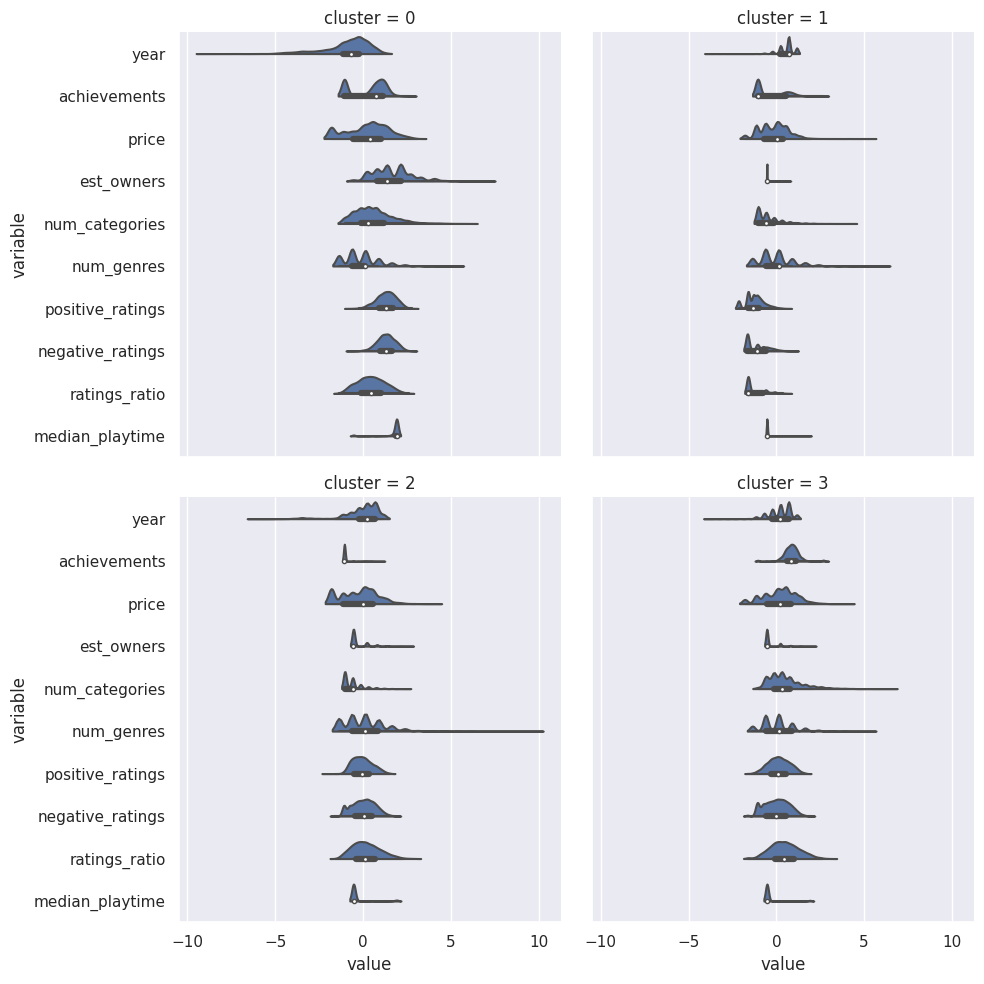 cluster = 0
cluster = 1
variable
year
achievements
price
est_owners
num_categories
num_genres
positive_ratings
negative_ratings
ratings_ratio
median_playtime
cluster = 2
cluster = 3
variable
year
achievements
price
est_owners
num_categories
num_genres
positive_ratings
negative_ratings
ratings_ratio
median_playtime
−10 −5 0 5 10
−10 −5 0 5 10
value
value